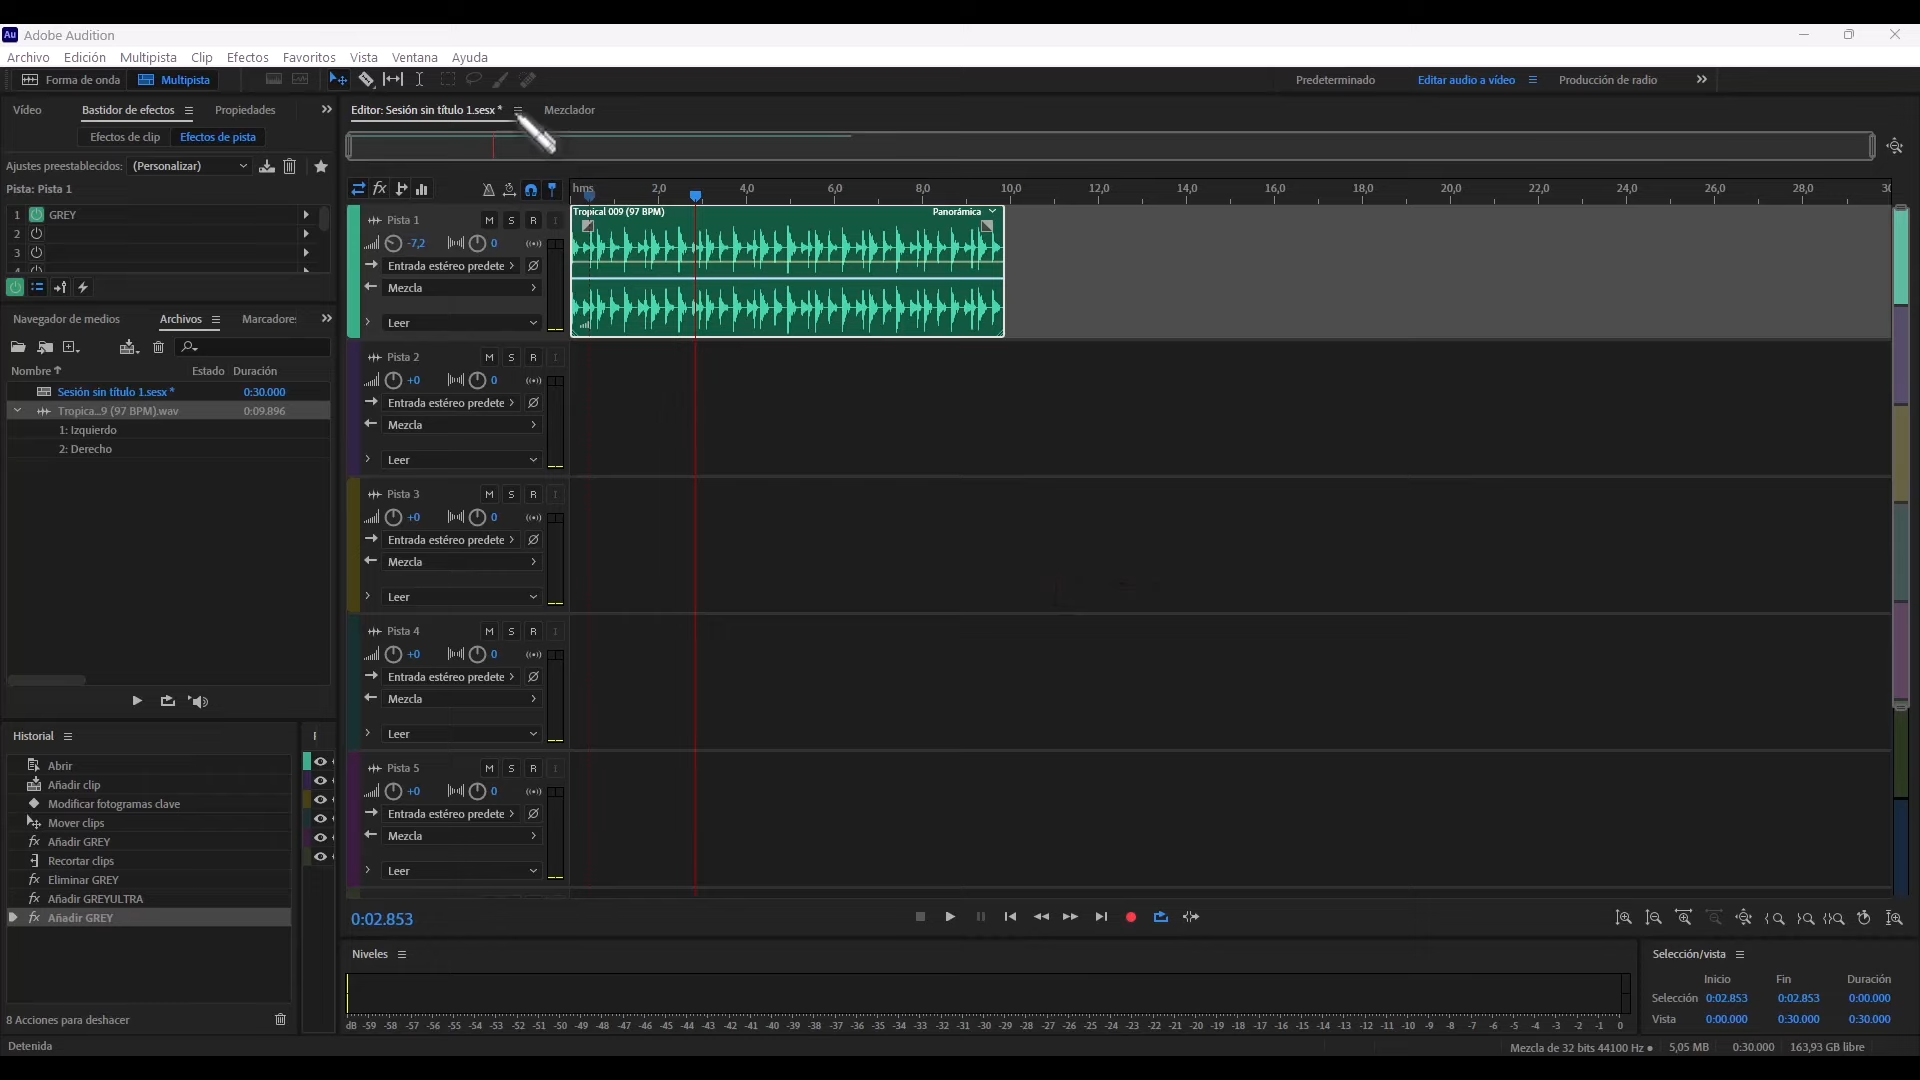 Au Adobe Audition
Archivo Edición Multipista Clip Efectos Favoritos Vista Ventana Ayuda
Forma de onda Multipista Predeterminado Editar audio a vídeo Producción de radio
Vídeo Bastidor de efectos Propiedades
Editor: Sesión sin título 1.sesx * Mezclador
Efectos de clip Efectos de pista
Ajustes preestablecidos: (Personalizar)
Pista: Pista 1
1 GREY
2
3
Navegador de medios Archivos Marcadores
Nombre Estado Duración
Sesión sin título 1.sesx * 0:30.000
Tropica...9 (97 BPM).wav 0:09.896
1: Izquierdo
2: Derecho
Historial
Abrir
Añadir clip
Modificar fotogramas clave
Mover clips
fx Añadir GREY
Recortar clips
fx Eliminar GREY
fx Añadir GREYULTRA
fx Añadir GREY
8 Acciones para deshacer
Detenida
fx
hms 2,0 4,0 6,0 8,0 10,0 12,0 14,0 16,0 18,0 20,0 22,0 24,0 26,0 28,0 30
Pista 1 M S R I
-7,2 0
Entrada estéreo predete
Mezcla
Leer
Tropical 009 (97 BPM) Panorámica
Pista 2 M S R I
+0 0
Entrada estéreo predete
Mezcla
Leer
Pista 3 M S R I
+0 0
Entrada estéreo predete
Mezcla
Leer
Pista 4 M S R I
+0 0
Entrada estéreo predete
Mezcla
Leer
Pista 5 M S R I
+0 0
Entrada estéreo predete
Mezcla
Leer
0:02.853
Niveles
dB -59 -58 -57 -56 -55 -54 -53 -52 -51 -50 -49 -48 -47 -46 -45 -44 -43 -42 -41 -40 -39 -38 -37 -36 -35 -34 -33 -32 -31 -30 -29 -28 -27 -26 -25 -24 -23 -22 -21 -20 -19 -18 -17 -16 -15 -14 -13 -12 -11 -10 -9 -8 -7 -6 -5 -4 -3 -2 -1 0
Selección/vista
Inicio Fin Duración
Selección 0:02.853 0:02.853 0:00.000
Vista 0:00.000 0:30.000 0:30.000
Mezcla de 32 bits 44100 Hz 5,05 MB 0:30.000 163,93 GB libre